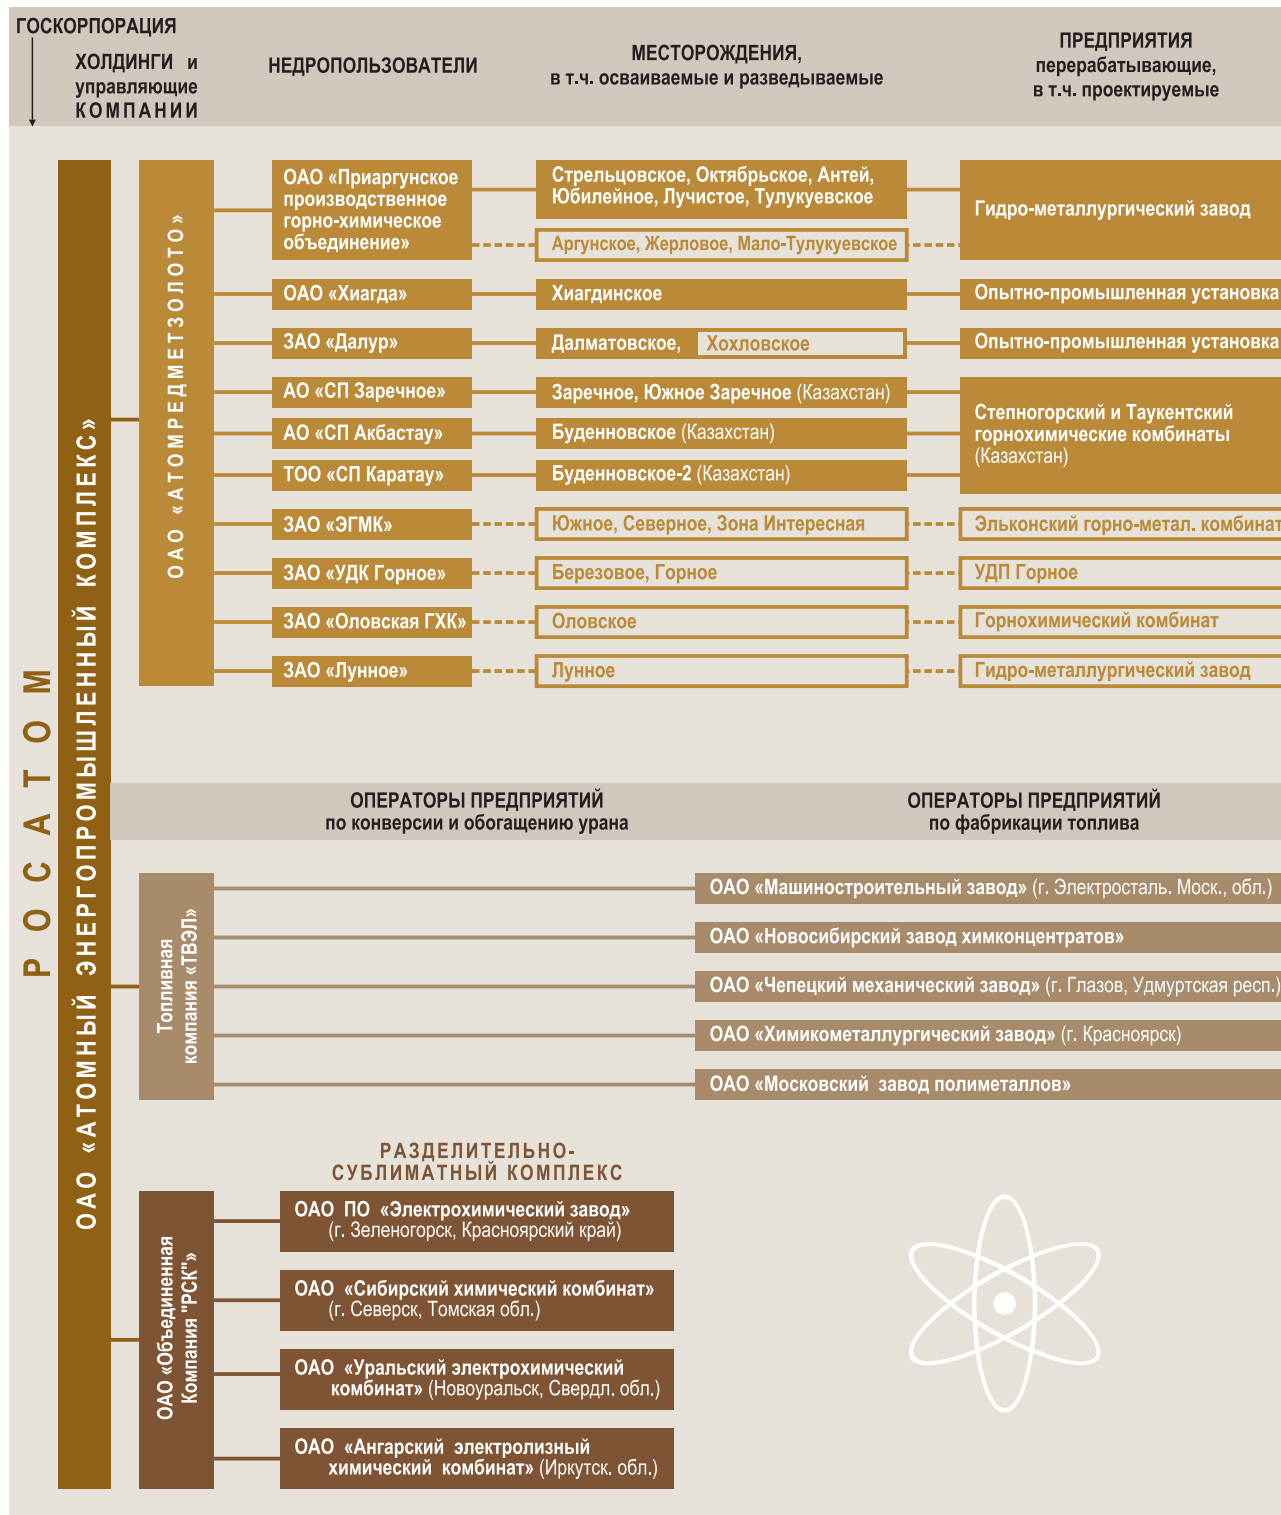 ГОСКОРПОРАЦИЯ
ХОЛДИНГИ и
управляющие
КОМПАНИИ
НЕДРОПОЛЬЗОВАТЕЛИ
МЕСТОРОЖДЕНИЯ,
в т.ч. осваиваемые и разведываемые
ПРЕДПРИЯТИЯ
перерабатывающие,
в т.ч. проектируемые
РОСАТОМ
ОАО «АТОМНЫЙ ЭНЕРГОПРОМЫШЛЕННЫЙ КОМПЛЕКС»
ОАО «АТОМРЕДМЕТЗОЛОТО»
ОАО «Приаргунское
производственное
горно-химическое
объединение»
Стрельцовское, Октябрьское, Антей,
Юбилейное, Лучистое, Тулукуевское
Аргунское, Жерловое, Мало-Тулукуевское
Гидро-металлургический завод
ОАО «Хиагда»
Хиагдинское
Опытно-промышленная установка
ЗАО «Далур»
Далматовское, Хохловское
Опытно-промышленная установка
АО «СП Заречное»
Заречное, Южное Заречное (Казахстан)
АО «СП Акбастау»
Буденновское (Казахстан)
ТОО «СП Каратау»
Буденновское-2 (Казахстан)
Степногорский и Таукентский
горнохимические комбинаты
(Казахстан)
ЗАО «ЭГМК»
Южное, Северное, Зона Интересная
Эльконский горно-метал. комбинат
ЗАО «УДК Горное»
Березовое, Горное
УДП Горное
ЗАО «Оловская ГХК»
Оловское
Горнохимический комбинат
ЗАО «Лунное»
Лунное
Гидро-металлургический завод
ОПЕРАТОРЫ ПРЕДПРИЯТИЙ
по конверсии и обогащению урана
ОПЕРАТОРЫ ПРЕДПРИЯТИЙ
по фабрикации топлива
Топливная
компания «ТВЭЛ»
ОАО «Машиностроительный завод» (г. Электросталь. Моск., обл.)
ОАО «Новосибирский завод химконцентратов»
ОАО «Чепецкий механический завод» (г. Глазов, Удмуртская респ.)
ОАО «Химикометаллургический завод» (г. Красноярск)
ОАО «Московский завод полиметаллов»
РАЗДЕЛИТЕЛЬНО-
СУБЛИМАТНЫЙ КОМПЛЕКС
ОАО «Объединенная
Компания "РСК"»
ОАО ПО «Электрохимический завод»
(г. Зеленогорск, Красноярский край)
ОАО «Сибирский химический комбинат»
(г. Северск, Томская обл.)
ОАО «Уральский электрохимический
комбинат» (Новоуральск, Свердл. обл.)
ОАО «Ангарский электролизный
химический комбинат» (Иркутск. обл.)